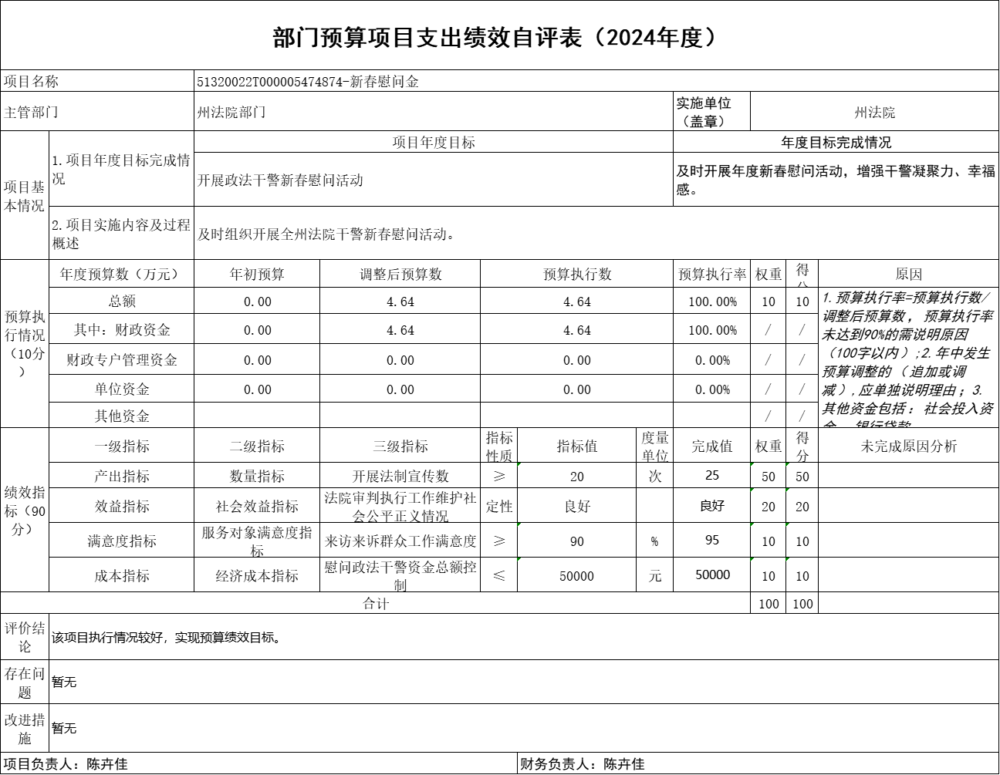 部门预算项目支出绩效自评表（2024年度）
项目名称 51320022T000005474874-新春慰问金
主管部门 州法院部门 实施单位（盖章） 州法院
项目基本情况
1.项目年度目标完成情况
项目年度目标 年度目标完成情况
开展政法干警新春慰问活动 及时开展年度新春慰问活动，增强干警凝聚力、幸福感。
2.项目实施内容及过程概述 及时组织开展全州法院干警新春慰问活动。
预算执行情况（10分）
年度预算数（万元） 年初预算 调整后预算数 预算执行数 预算执行率 权重 得分 原因
总额 0.00 4.64 4.64 100.00% 10 10
其中：财政资金 0.00 4.64 4.64 100.00% / /
财政专户管理资金 0.00 0.00 0.00 0.00% / /
单位资金 0.00 0.00 0.00 0.00% / /
其他资金 / /
1.预算执行率=预算执行数/
调整后预算数，预算执行率
未达到90%的需说明原因
（100字以内）;2.年中发生
预算调整的（追加或调
减）,应单独说明理由；3.
其他资金包括：社会投入资
金、银行贷款
绩效指标（90分）
一级指标 二级指标 三级指标 指标性质 指标值 度量单位 完成值 权重 得分 未完成原因分析
产出指标 数量指标 开展法制宣传数 ≥ 20 次 25 50 50
效益指标 社会效益指标 法院审判执行工作维护社会公平正义情况 定性 良好 良好 20 20
满意度指标 服务对象满意度指标 来访来诉群众工作满意度 ≥ 90 % 95 10 10
成本指标 经济成本指标 慰问政法干警资金总额控制 ≤ 50000 元 50000 10 10
合计 100 100
评价结论 该项目执行情况较好，实现预算绩效目标。
存在问题 暂无
改进措施 暂无
项目负责人：陈卉佳 财务负责人：陈卉佳